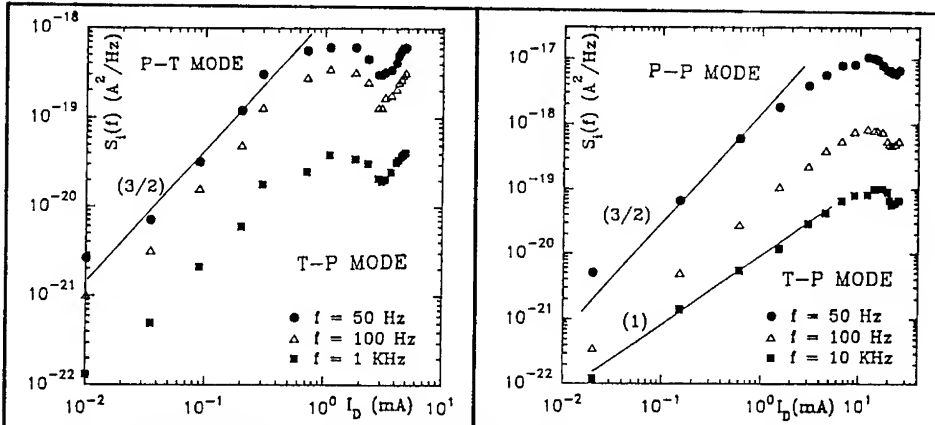 10^-18
10^-19
10^-20
10^-21
10^-22
S_i(f) (A^2/Hz)
P-T MODE
(3/2)
T-P MODE
● f = 50 Hz
△ f = 100 Hz
■ f = 1 KHz
10^-2
10^-1
10^0
I_D (mA)
10^1
10^-17
10^-18
10^-19
10^-20
10^-21
10^-22
S_i(f) (A^2/Hz)
P-P MODE
(3/2)
(1)
T-P MODE
● f = 50 Hz
△ f = 100 Hz
■ f = 10 KHz
10^-2
10^0
I_D(mA)
10^1